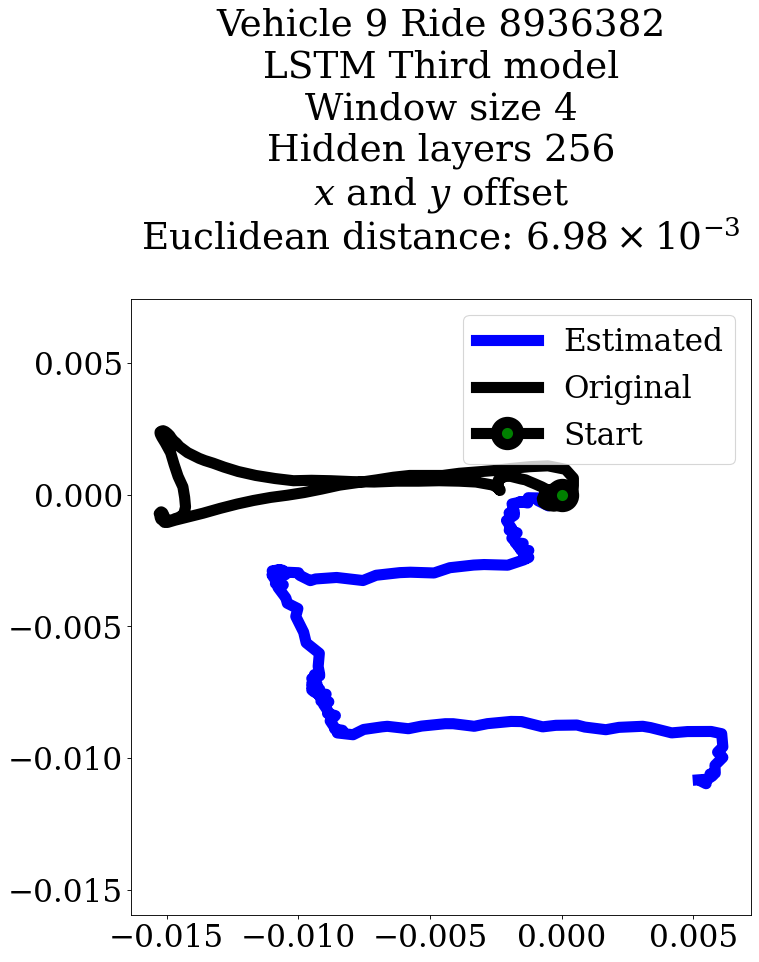 Vehicle 9 Ride 8936382
LSTM Third model
Window size 4
Hidden layers 256
x and y offset
Euclidean distance: 6.98 × 10⁻³
Estimated
Original
Start
0.005
0.000
−0.005
−0.010
−0.015
−0.015 −0.010 −0.005 0.000 0.005